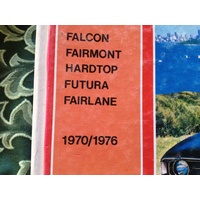 FALCON
FAIRMONT
HARDTOP
FUTURA
FAIRLANE
1970/1976